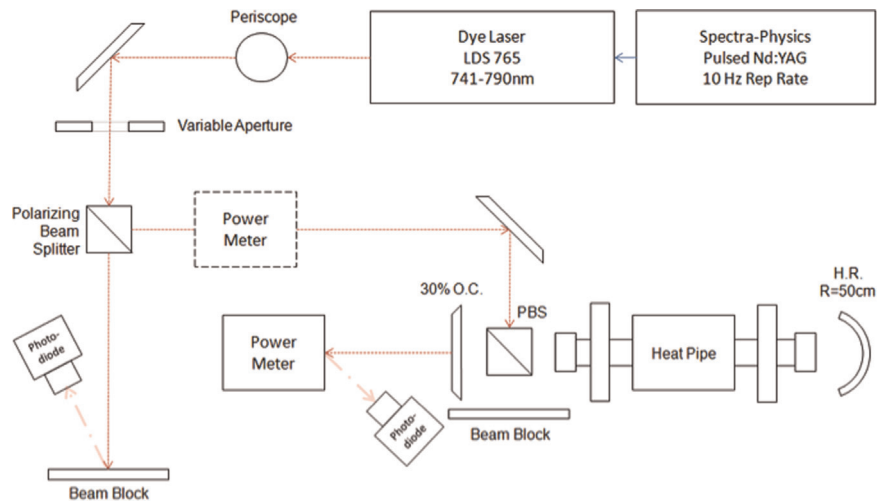 Periscope
Dye Laser
LDS 765
741-790nm
Spectra-Physics
Pulsed Nd:YAG
10 Hz Rep Rate
Variable Aperture
Polarizing
Beam
Splitter
Power
Meter
H.R.
R=50cm
30% O.C.
PBS
Photo-
diode
Power
Meter
Heat Pipe
Photo-
diode
Beam Block
Beam Block